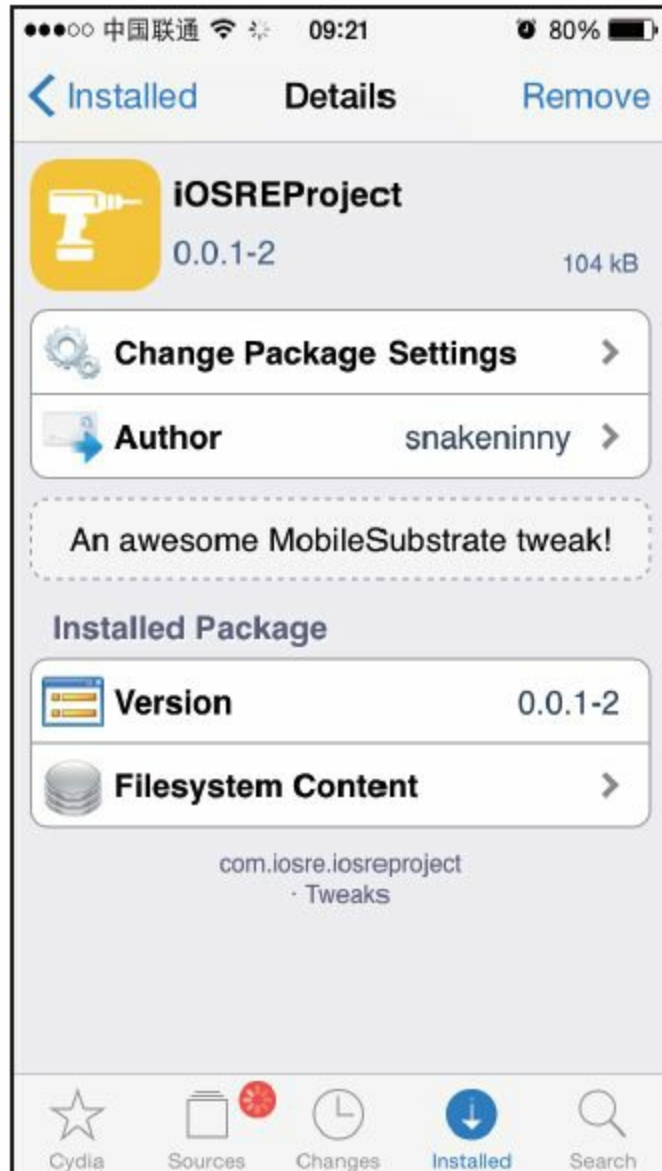 中国联通 09:21 80%
Installed Details Remove
iOSREProject
0.0.1-2 104 kB
Change Package Settings
Author snakeninny
An awesome MobileSubstrate tweak!
Installed Package
Version 0.0.1-2
Filesystem Content
com.iosre.iosreproject
· Tweaks
Cydia Sources Changes Installed Search